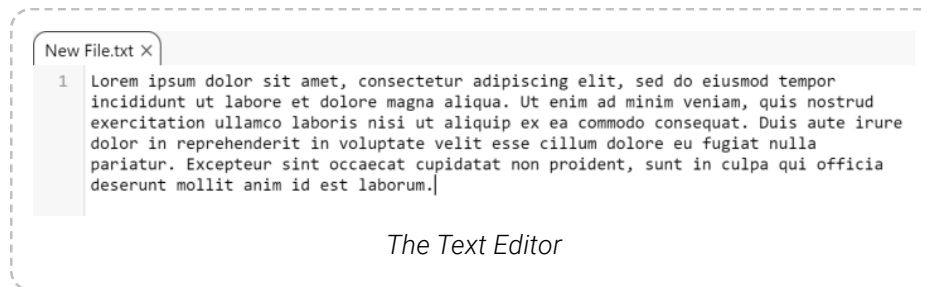 New File.txt ×
1 Lorem ipsum dolor sit amet, consectetur adipiscing elit, sed do eiusmod tempor
incididunt ut labore et dolore magna aliqua. Ut enim ad minim veniam, quis nostrud
exercitation ullamco laboris nisi ut aliquip ex ea commodo consequat. Duis aute irure
dolor in reprehenderit in voluptate velit esse cillum dolore eu fugiat nulla
pariatur. Excepteur sint occaecat cupidatat non proident, sunt in culpa qui officia
deserunt mollit anim id est laborum.
The Text Editor